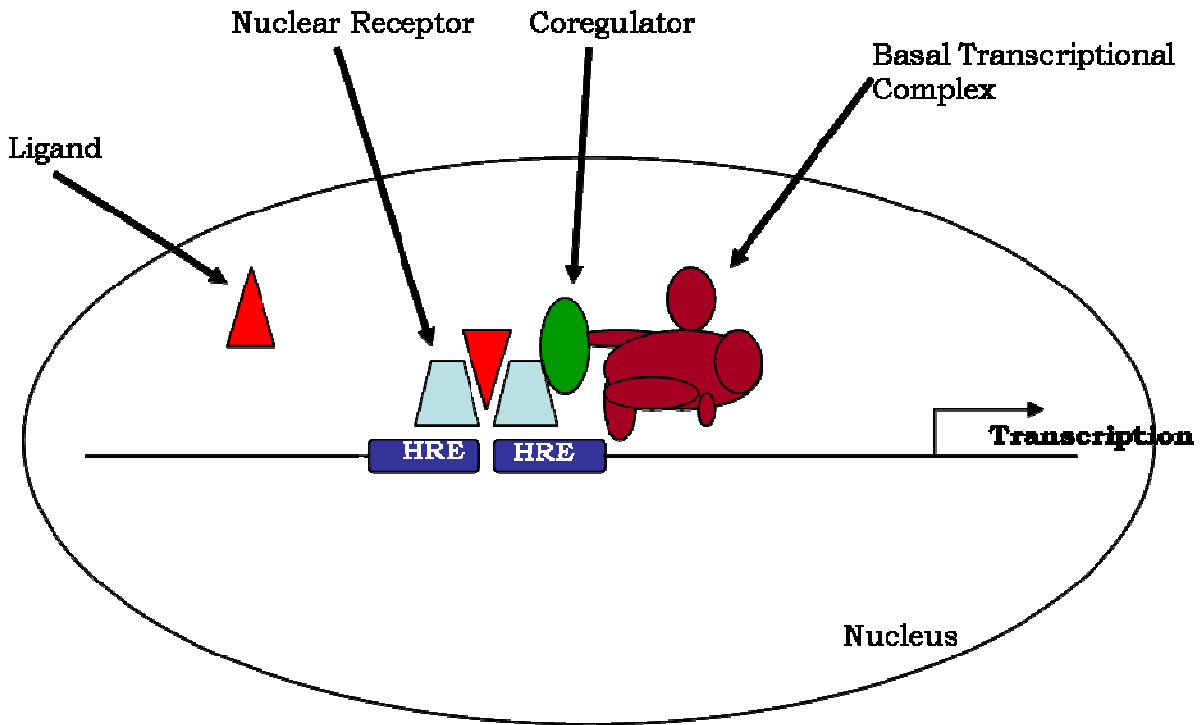 Nuclear Receptor
Coregulator
Basal Transcriptional
Complex
Ligand
HRE
HRE
Transcription
Nucleus